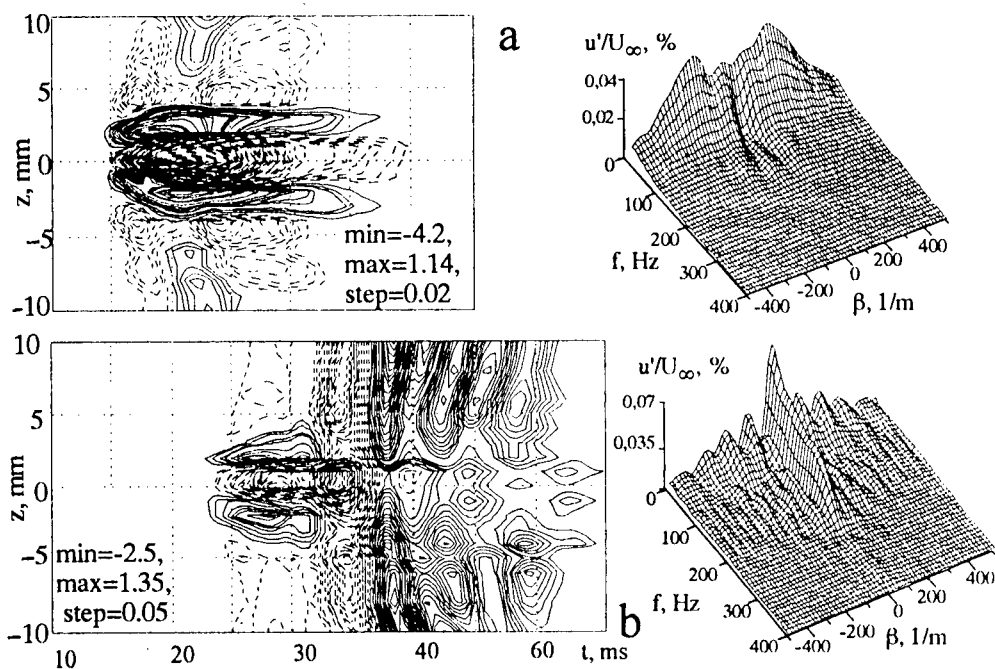 10
5
0
-5
-10
z, mm
min=-4.2,
max=1.14,
step=0.02
a
u'/U∞, %
0,04
0,02
0
100
200
300
400
f, Hz
-400
-200
0
200
400
β, 1/m
10
5
0
-5
-10
z, mm
min=-2.5,
max=1.35,
step=0.05
10
20
30
40
60
t, ms
b
u'/U∞, %
0,07
0,035
0
100
200
300
400
f, Hz
-400
-200
0
200
400
β, 1/m